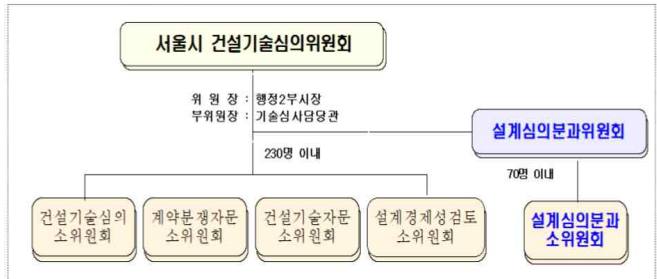 서울시 건설기술심의위원회
위 원 장 : 행정2부시장
부위원장 : 기술심사담당관
설계심의분과위원회
230명 이내
70명 이내
건설기술심의
소위원회
계약분쟁자문
소위원회
건설기술자문
소위원회
설계경제성검토
소위원회
설계심의분과
소위원회